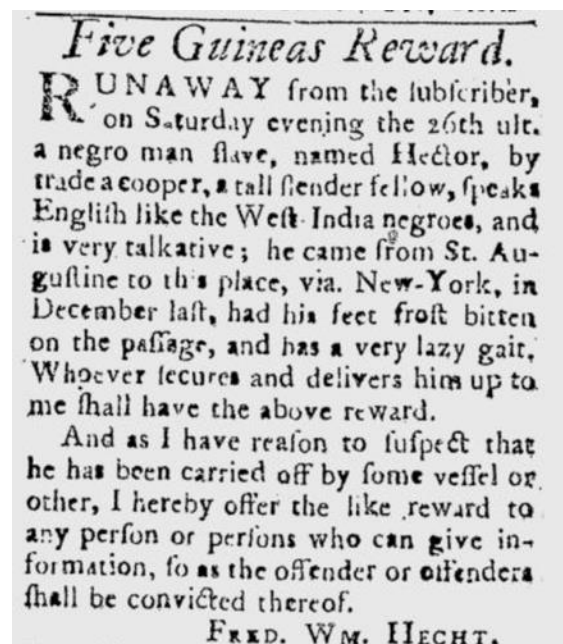 Five Guineas Reward.
RUNAWAY from the ſubſcriber,
on Saturday evening the 26th ult.
a negro man ſlave, named Hector, by
trade a cooper, a tall ſlender fellow, ſpeaks
Engliſh like the Weſt-India negroes, and
is very talkative; he came from St. Au-
guſtine to this place, via. New-York, in
December laſt, had his feet froſt bitten
on the paſſage, and has a very lazy gait.
Whoever ſecures and delivers him up to
me ſhall have the above reward.
And as I have reaſon to ſuſpect that
he has been carried off by ſome veſſel or
other, I hereby offer the like reward to
any perſon or perſons who can give in-
formation, ſo as the offender or offenders
ſhall be convicted thereof.
FRED. WM. HECHT.